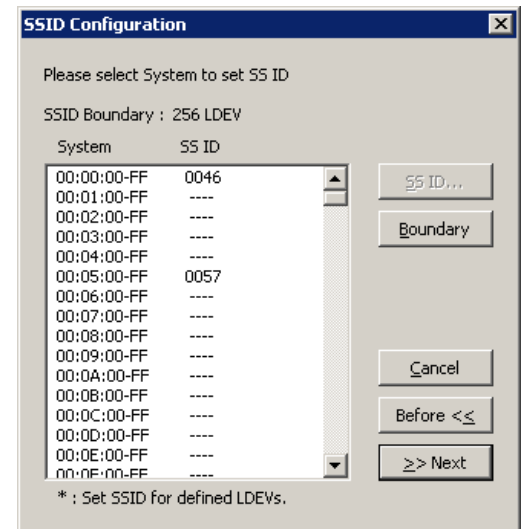 SSID Configuration
Please select System to set SS ID
SSID Boundary : 256 LDEV
System SS ID
00:00:00-FF 0046
00:01:00-FF ----
00:02:00-FF ----
00:03:00-FF ----
00:04:00-FF ----
00:05:00-FF 0057
00:06:00-FF ----
00:07:00-FF ----
00:08:00-FF ----
00:09:00-FF ----
00:0A:00-FF ----
00:0B:00-FF ----
00:0C:00-FF ----
00:0D:00-FF ----
00:0E:00-FF ----
00:0F:00-FF ----
SS ID...
Boundary
Cancel
Before <<
>> Next
* : Set SSID for defined LDEVs.